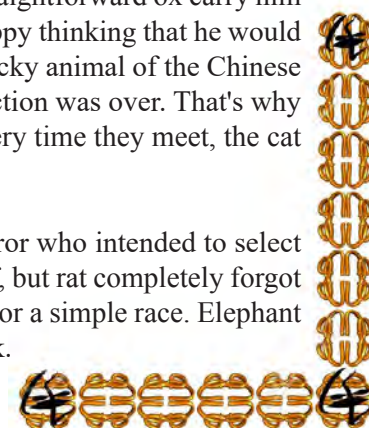 aightforward ox carry him
ppy thinking that he would
cky animal of the Chinese
ction was over. That's why
ery time they meet, the cat
ror who intended to select
, but rat completely forgot
or a simple race. Elephant
k.